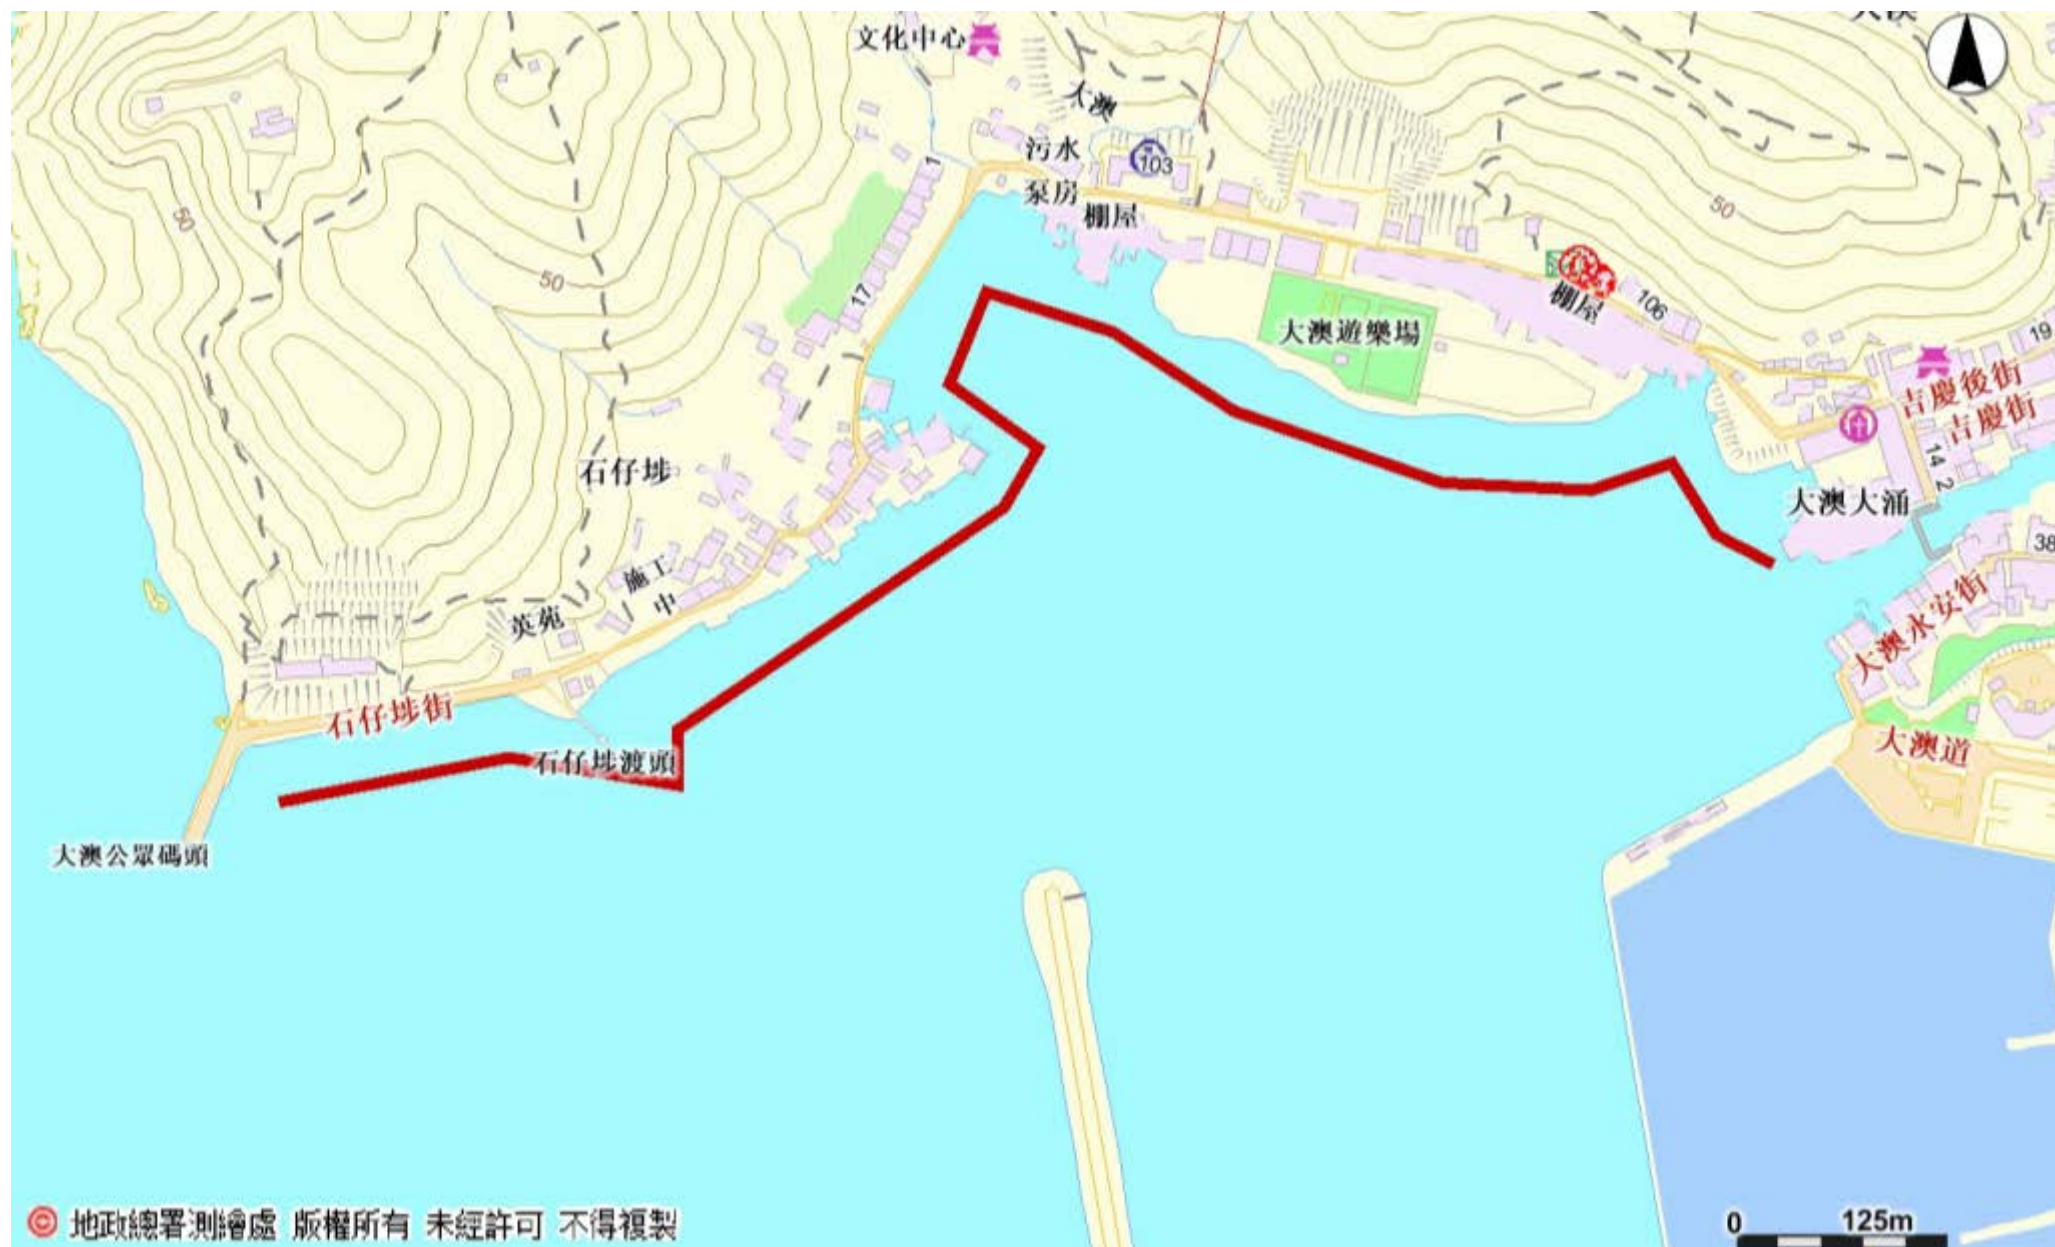 文化中心
大澳
污水
泵房
103
棚屋
1
17
50
50
50
棚屋
106
大澳遊樂場
19
吉慶後街
吉慶街
14
2
大澳大涌
38
石仔埗
施工
中
英苑
大澳永安街
石仔埗街
大澳道
石仔埗渡頭
大澳公眾碼頭
© 地政總署測繪處 版權所有 未經許可 不得複製
0 125m